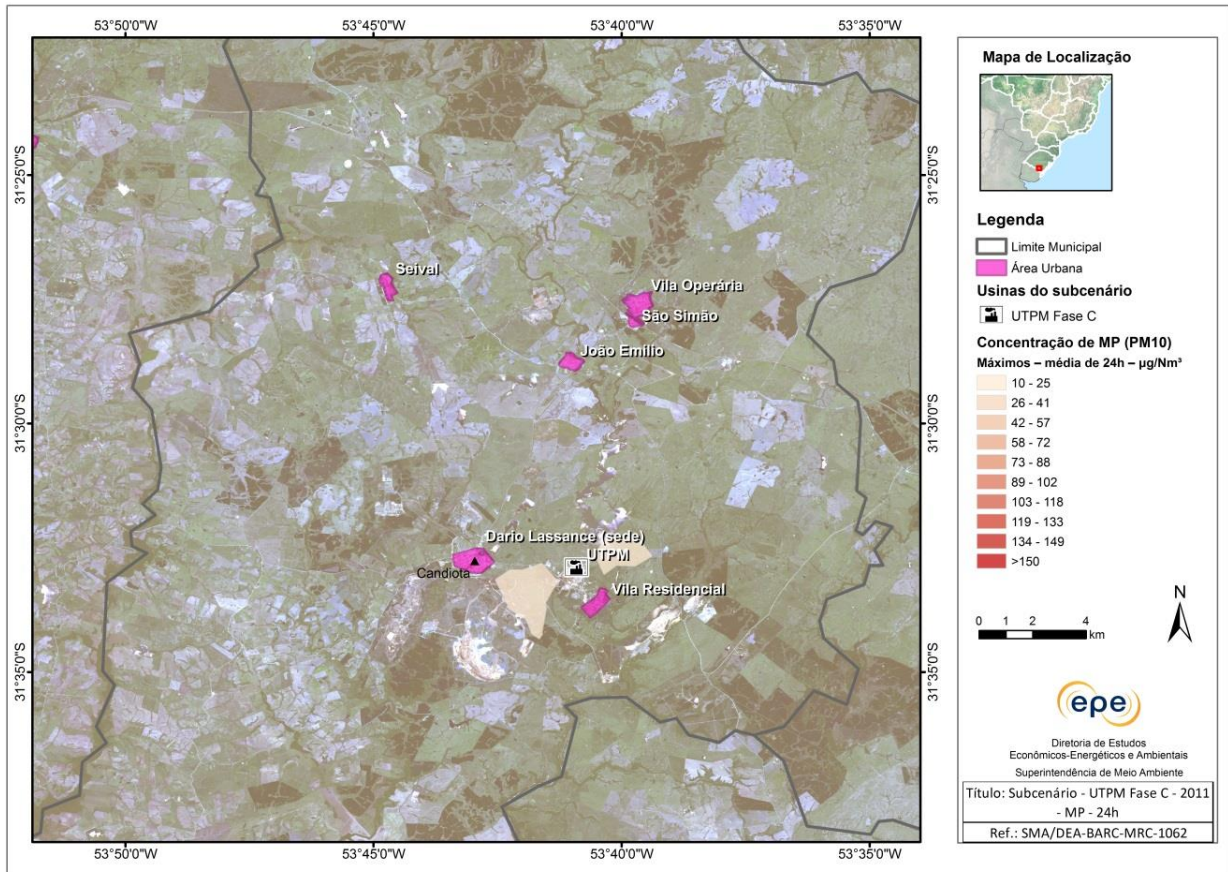 53°50'0"W
53°45'0"W
53°40'0"W
53°35'0"W
31°25'0"S
31°30'0"S
31°35'0"S
31°25'0"S
31°30'0"S
31°35'0"S
53°50'0"W
53°45'0"W
53°40'0"W
53°35'0"W
Seival
Vila Operária
São Simão
João Emílio
Dario Lassance (sede)
UTPM
Candiota
Vila Residencial
Mapa de Localização
Legenda
Limite Municipal
Área Urbana
Usinas do subcenário
UTPM Fase C
Concentração de MP (PM10)
Máximos – média de 24h – µg/Nm³
10 - 25
26 - 41
42 - 57
58 - 72
73 - 88
89 - 102
103 - 118
119 - 133
134 - 149
>150
N
0 1 2 4
km
epe
Diretoria de Estudos
Econômicos-Energéticos e Ambientais
Superintendência de Meio Ambiente
Título: Subcenário - UTPM Fase C - 2011
- MP - 24h
Ref.: SMA/DEA-BARC-MRC-1062